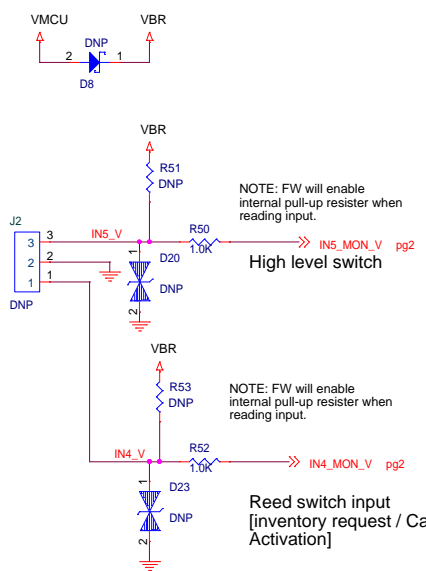 VMCU
VBR
DNP
2
1
D8
VBR
R51
DNP
NOTE: FW will enable
internal pull-up resister when
reading input.
J2
3
3
IN5_V
R50
1.0K
IN5_MON_V pg2
2
2
1
1
DNP
1
D20
DNP
2
High level switch
VBR
R53
DNP
NOTE: FW will enable
internal pull-up resister when
reading input.
IN4_V
R52
1.0K
IN4_MON_V pg2
1
D23
DNP
2
Reed switch input
[inventory request / Ca
Activation]